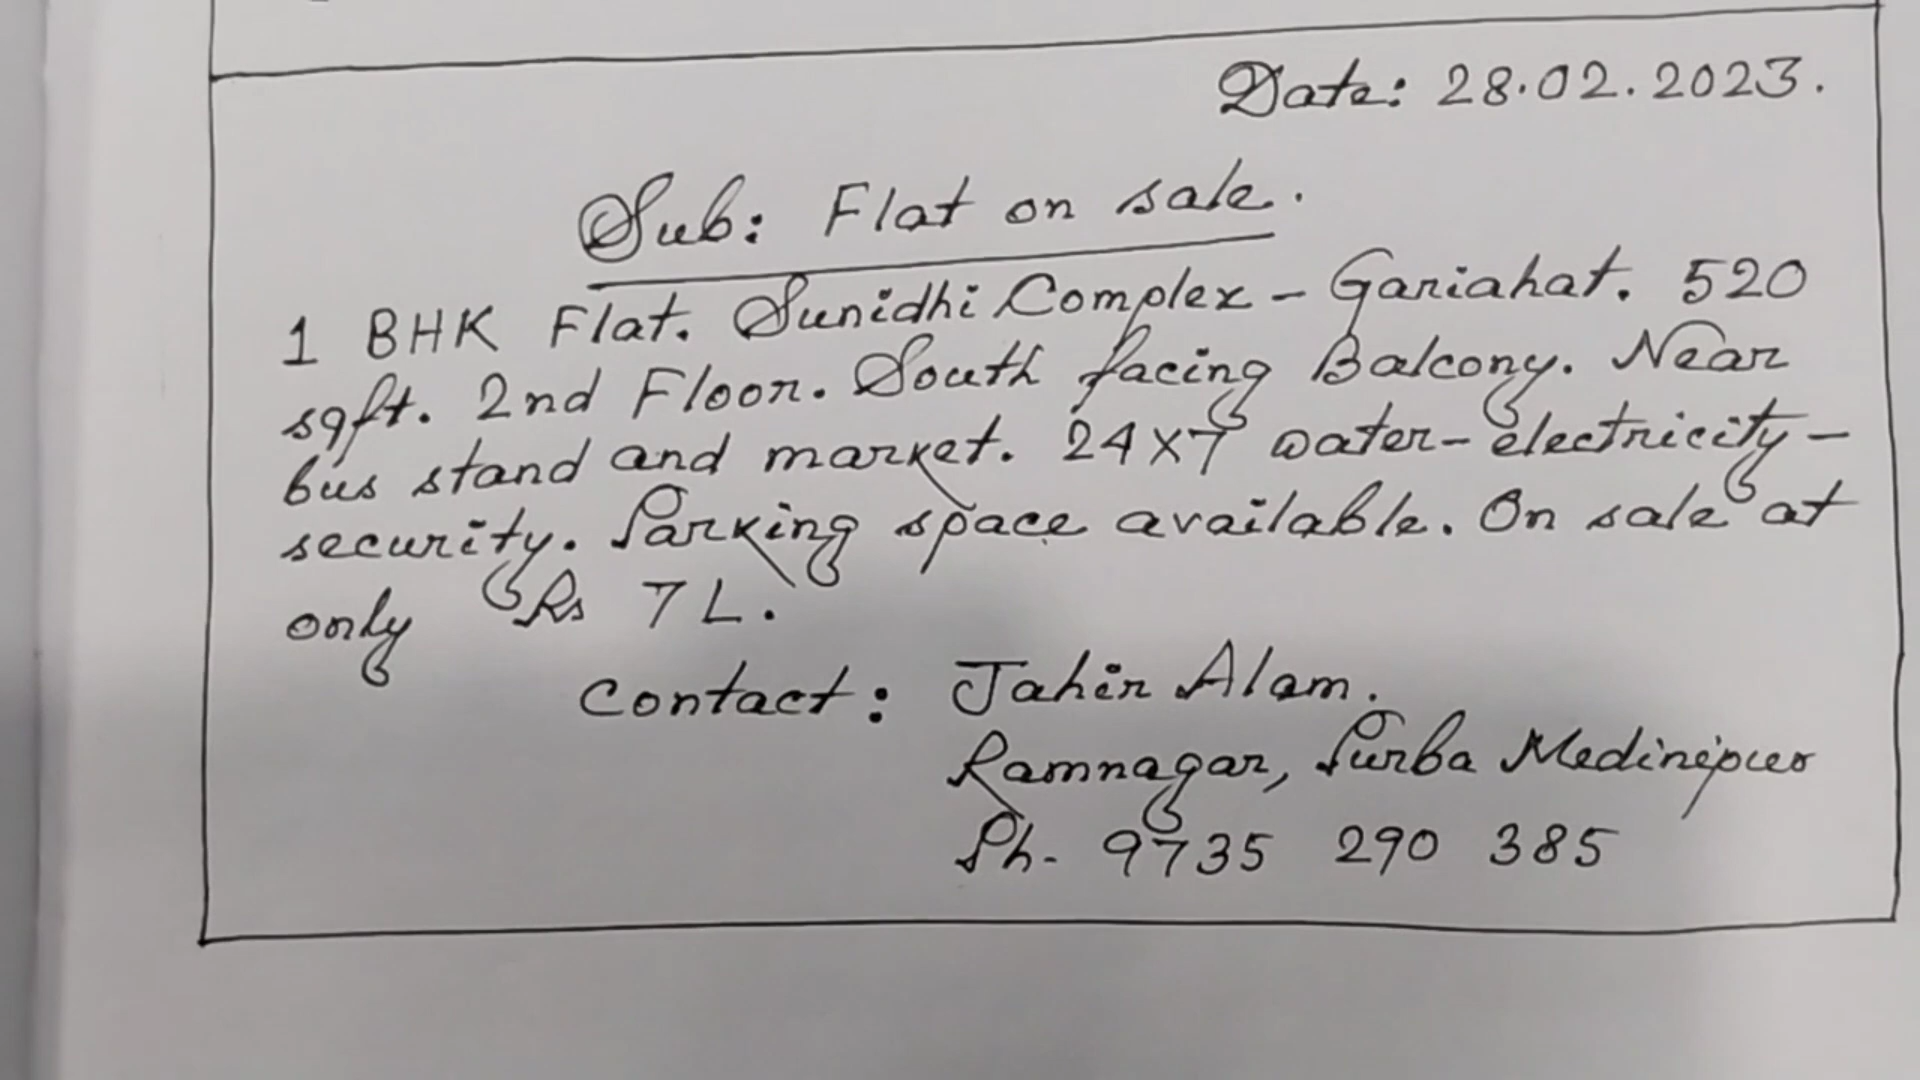 Date: 28.02.2023.
Sub: Flat on sale.
1 BHK Flat. Sunidhi Complex - Gariahat. 520
sqft. 2nd Floor. South facing Balcony. Near
bus stand and market. 24x7 water-electricity-
security. Parking space available. On sale at
only Rs 7 L.
Contact: Jahir Alam.
Ramnagar, Purba Medinipur
Ph- 9735 290 385